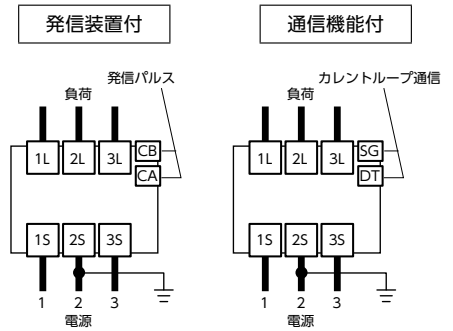 発信装置付
発信パルス
負荷
1L 2L 3L CB
CA
1S 2S 3S
1 2 3
電源
通信機能付
カレントループ通信
負荷
1L 2L 3L SG
DT
1S 2S 3S
1 2 3
電源